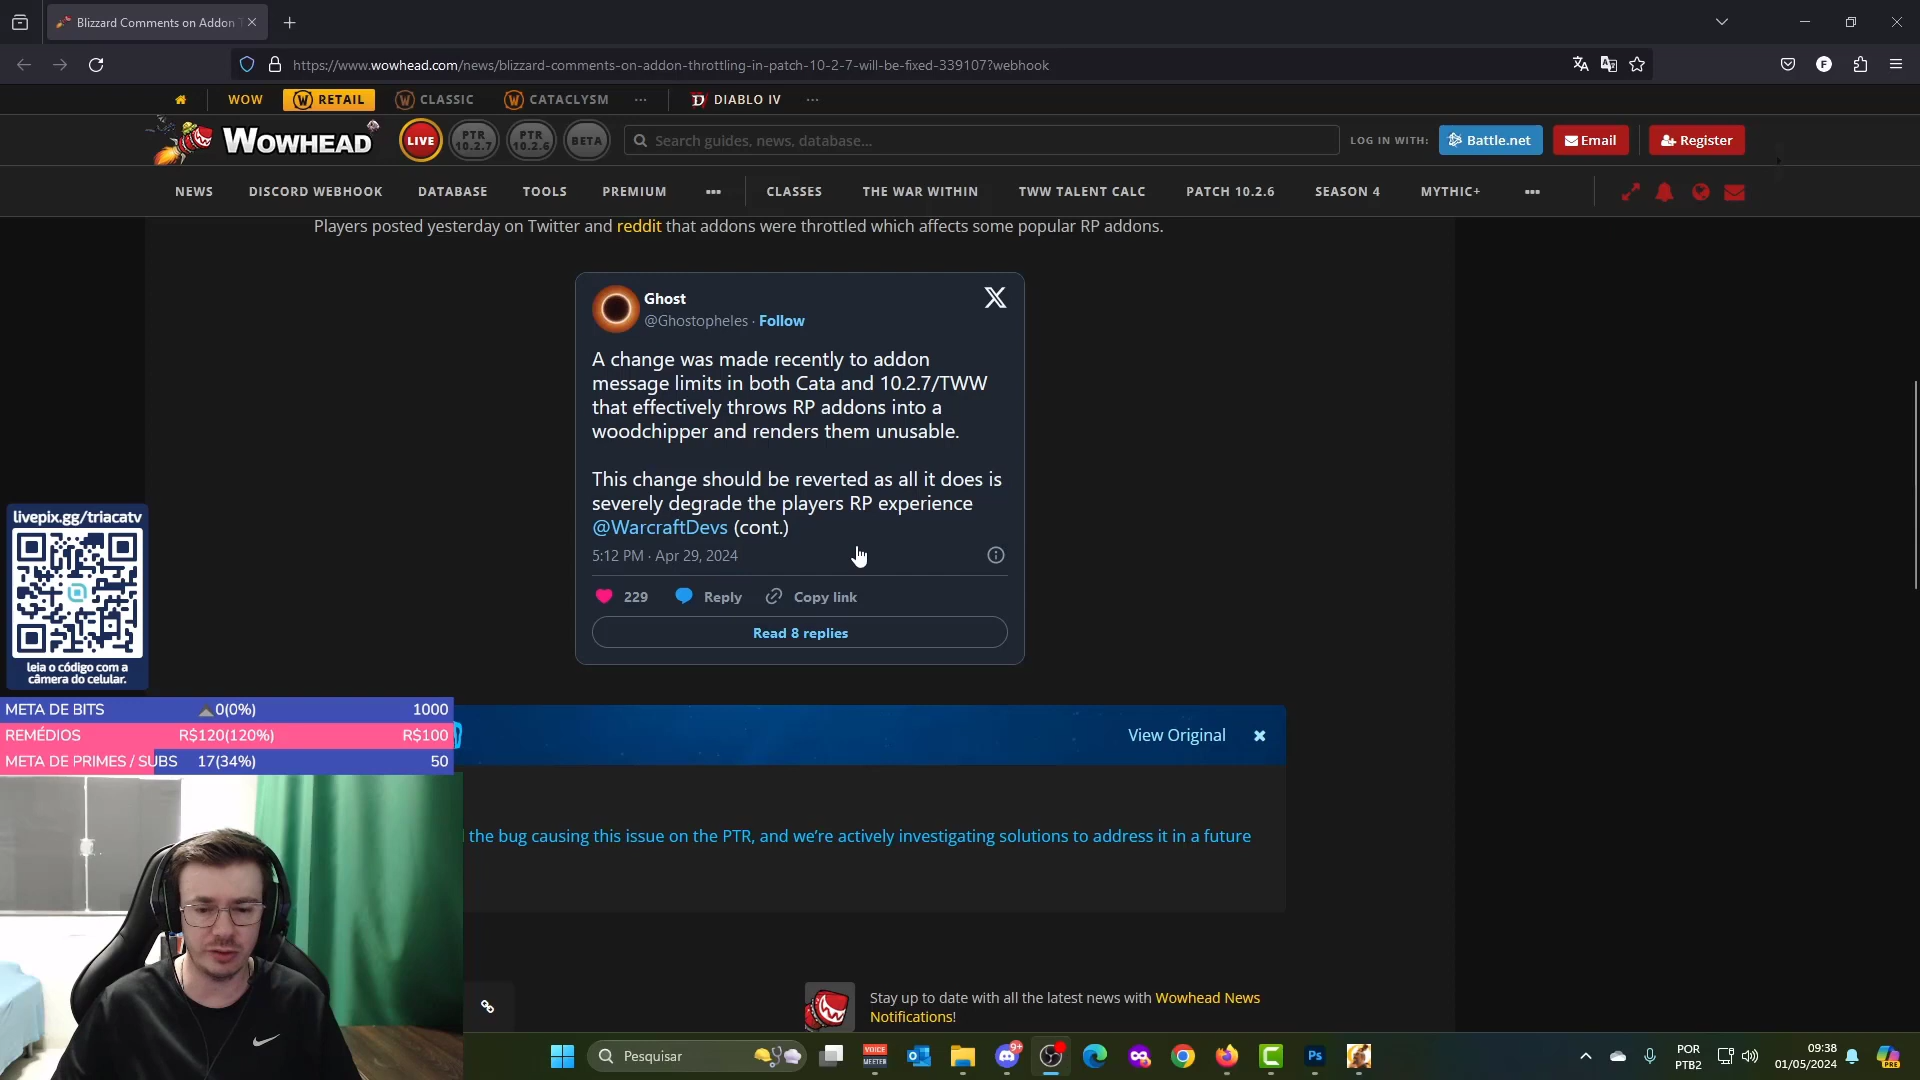 Blizzard Comments on Addon T
https://www.wowhead.com/news/blizzard-comments-on-addon-throttling-in-patch-10-2-7-will-be-fixed-339107?webhook
F
WOW
RETAIL
CLASSIC
CATACLYSM
DIABLO IV
WOWHEAD
LIVE
PTR
10.2.7
PTR
10.2.6
BETA
Search guides, news, database...
LOG IN WITH:
Battle.net
Email
Register
NEWS
DISCORD WEBHOOK
DATABASE
TOOLS
PREMIUM
CLASSES
THE WAR WITHIN
TWW TALENT CALC
PATCH 10.2.6
SEASON 4
MYTHIC+
Players posted yesterday on Twitter and reddit that addons were throttled which affects some popular RP addons.
Ghost
@Ghostopheles · Follow
A change was made recently to addon
message limits in both Cata and 10.2.7/TWW
that effectively throws RP addons into a
woodchipper and renders them unusable.
This change should be reverted as all it does is
severely degrade the players RP experience
@WarcraftDevs (cont.)
5:12 PM · Apr 29, 2024
229
Reply
Copy link
Read 8 replies
livepix.gg/triacatv
leia o código com a
câmera do celular.
META DE BITS 0(0%) 1000
REMÉDIOS R$120(120%) R$100
META DE PRIMES / SUBS 17(34%) 50
View Original
the bug causing this issue on the PTR, and we're actively investigating solutions to address it in a future
Stay up to date with all the latest news with Wowhead News
Notifications!
Pesquisar
VOICE
MEETER
9+
Ps
POR
PTB2
09:38
01/05/2024
PRE